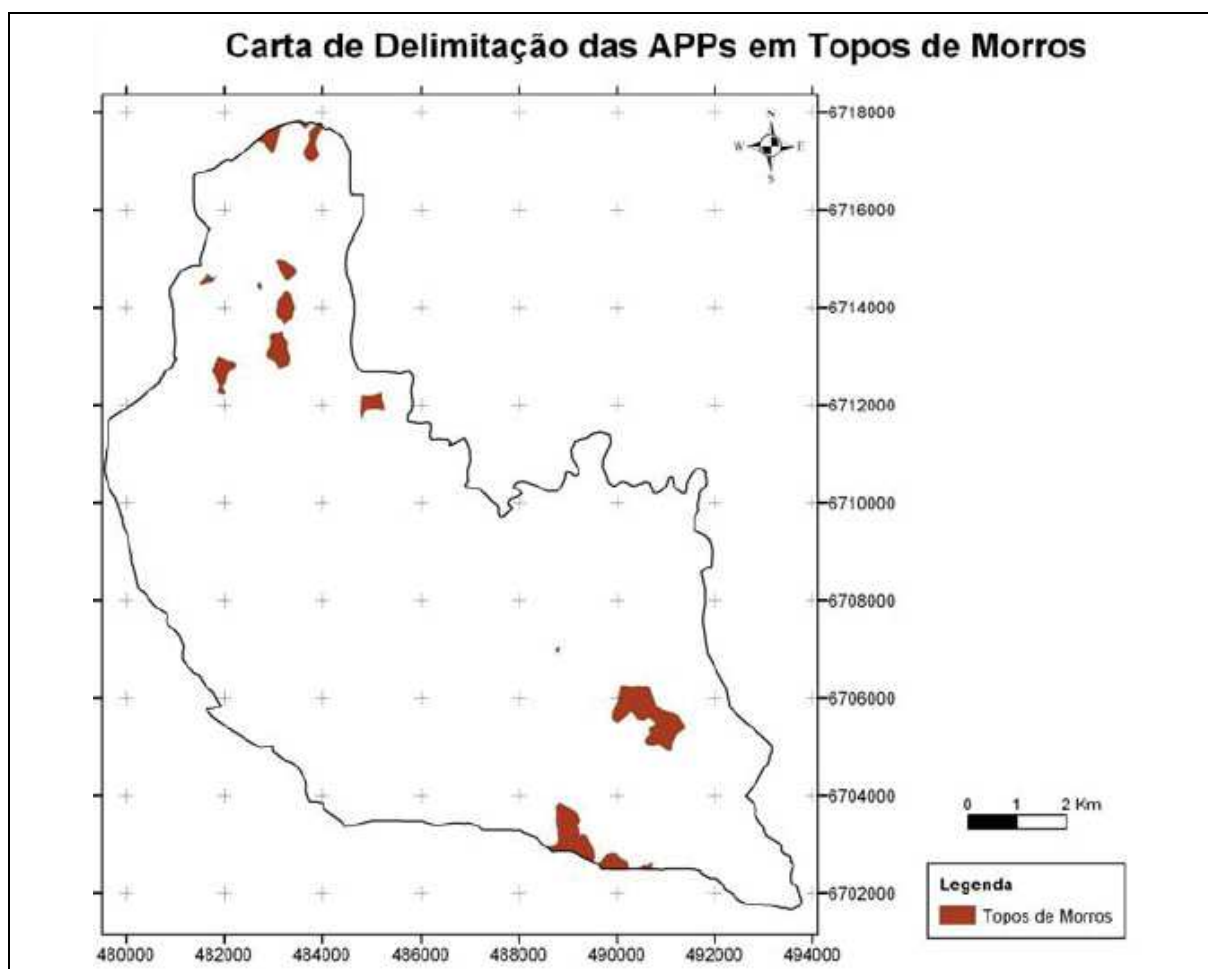 Carta de Delimitação das APPs em Topos de Morros
N
W E
S
6718000
6716000
6714000
6712000
6710000
6708000
6706000
6704000
6702000
0 1 2 Km
Legenda
Topos de Morros
480000 482000 484000 486000 488000 490000 492000 494000